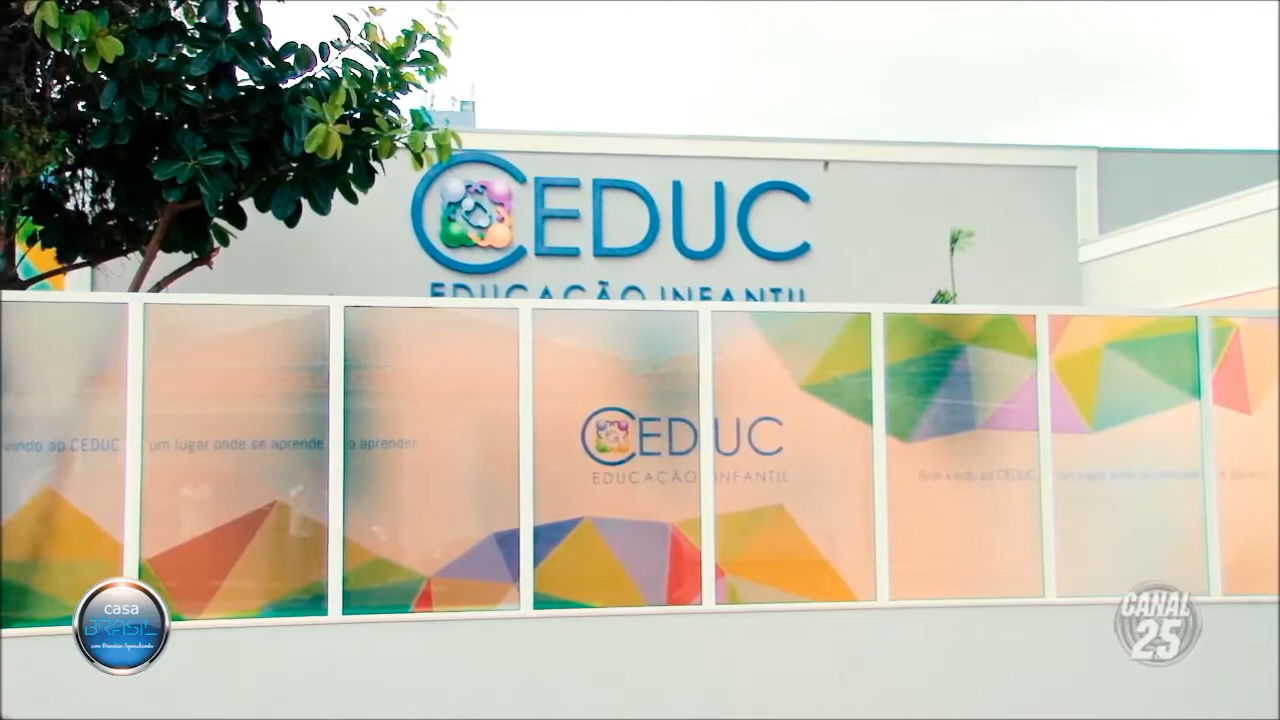 CEDUC
EDUCAÇÃO INFANTIL
CEDUC
EDUCAÇÃO INFANTIL
vindo ao CEDUC um lugar onde se aprende a aprender
Bem vindo ao CEDUC
casa
BRASIL
CANAL
25